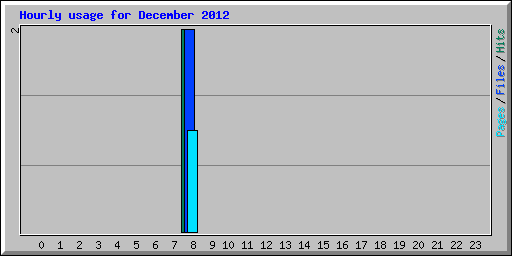 Hourly usage for December 2012
2
Pages/Files/Hits
0 1 2 3 4 5 6 7 8 9 10 11 12 13 14 15 16 17 18 19 20 21 22 23